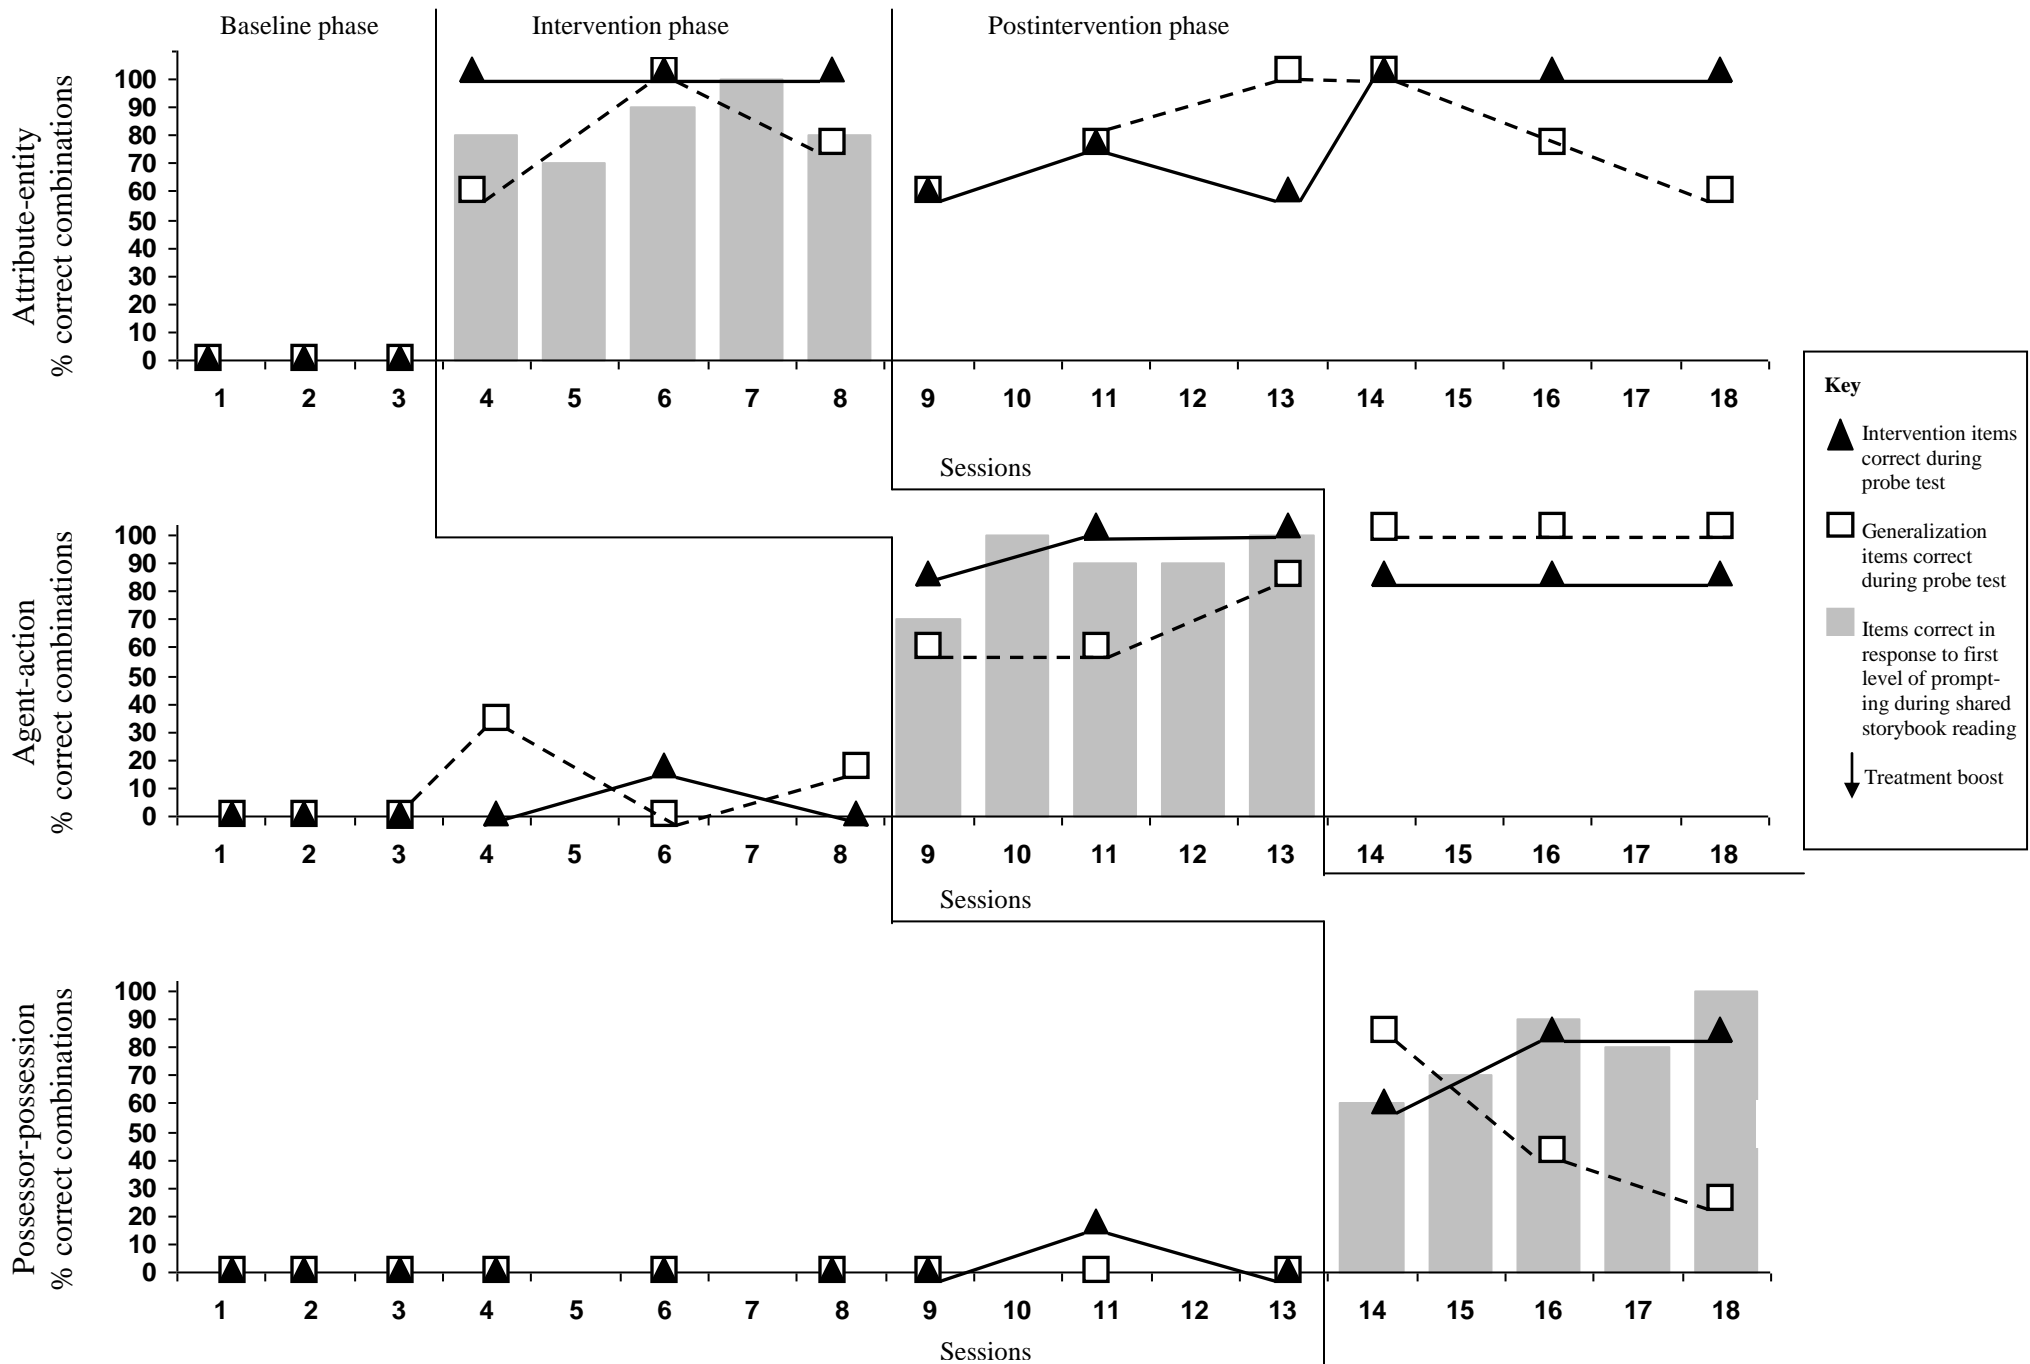 Baseline phase
Intervention phase
Postintervention phase
Attribute-entity
% correct combinations
100
90
80
70
60
50
40
30
20
10
0
1 2 3 4 5 6 7 8 9 10 11 12 13 14 15 16 17 18
Sessions
Agent-action
% correct combinations
100
90
80
70
60
50
40
30
20
10
0
1 2 3 4 5 6 7 8 9 10 11 12 13 14 15 16 17 18
Sessions
Possessor-possession
% correct combinations
100
90
80
70
60
50
40
30
20
10
0
1 2 3 4 5 6 7 8 9 10 11 12 13 14 15 16 17 18
Sessions
Key
Intervention items
correct during
probe test
Generalization
items correct
during probe test
Items correct in
response to first
level of prompt-
ing during shared
storybook reading
Treatment boost